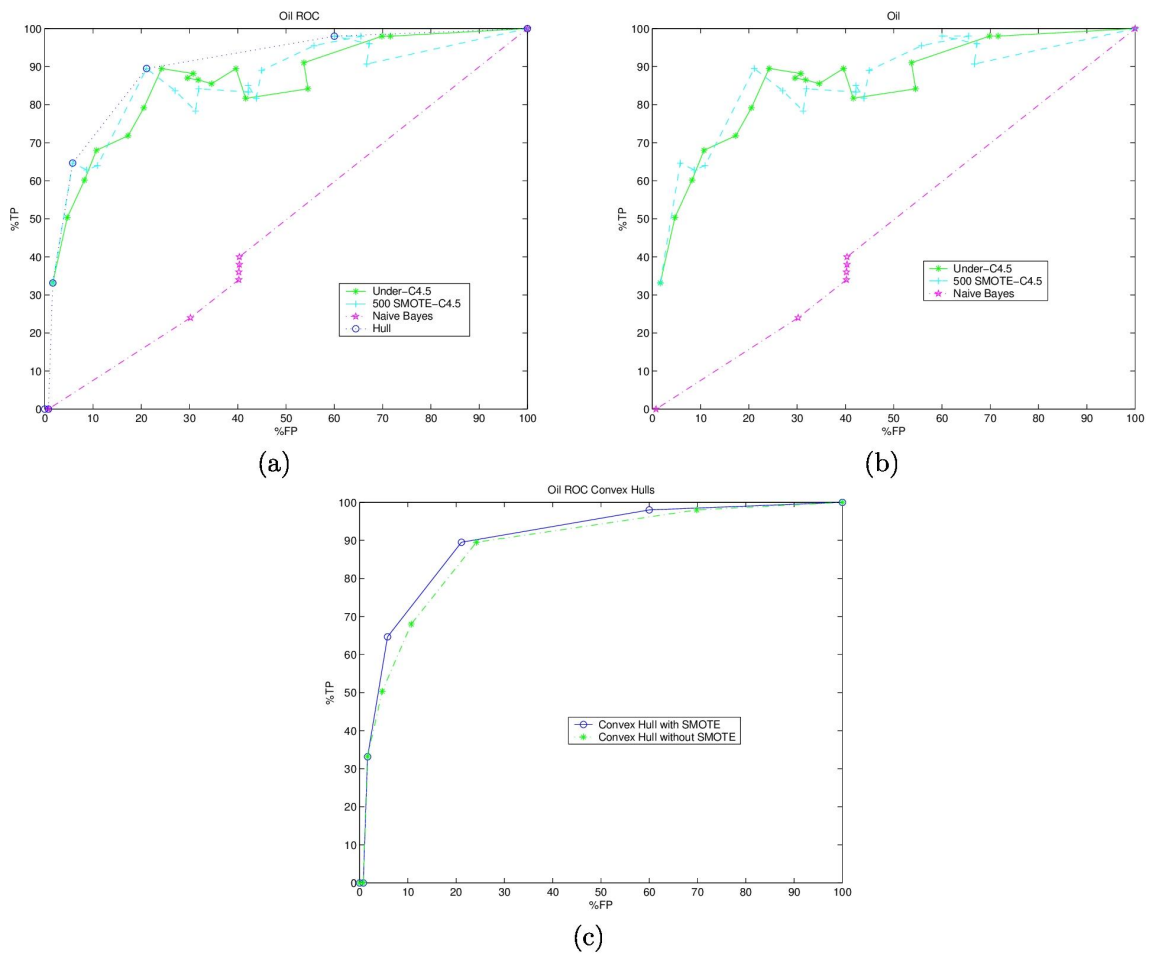 Oil ROC
100
90
80
70
60
50
40
30
20
10
0
%TP
0 10 20 30 40 50 60 70 80 90 100
%FP
Under−C4.5
500 SMOTE−C4.5
Naive Bayes
Hull
(a)
Oil
100
90
80
70
60
50
40
30
20
10
0
%TP
0 10 20 30 40 50 60 70 80 90 100
%FP
Under−C4.5
500 SMOTE−C4.5
Naive Bayes
(b)
Oil ROC Convex Hulls
100
90
80
70
60
50
40
30
20
10
0
%TP
0 10 20 30 40 50 60 70 80 90 100
%FP
Convex Hull with SMOTE
Convex Hull without SMOTE
(c)